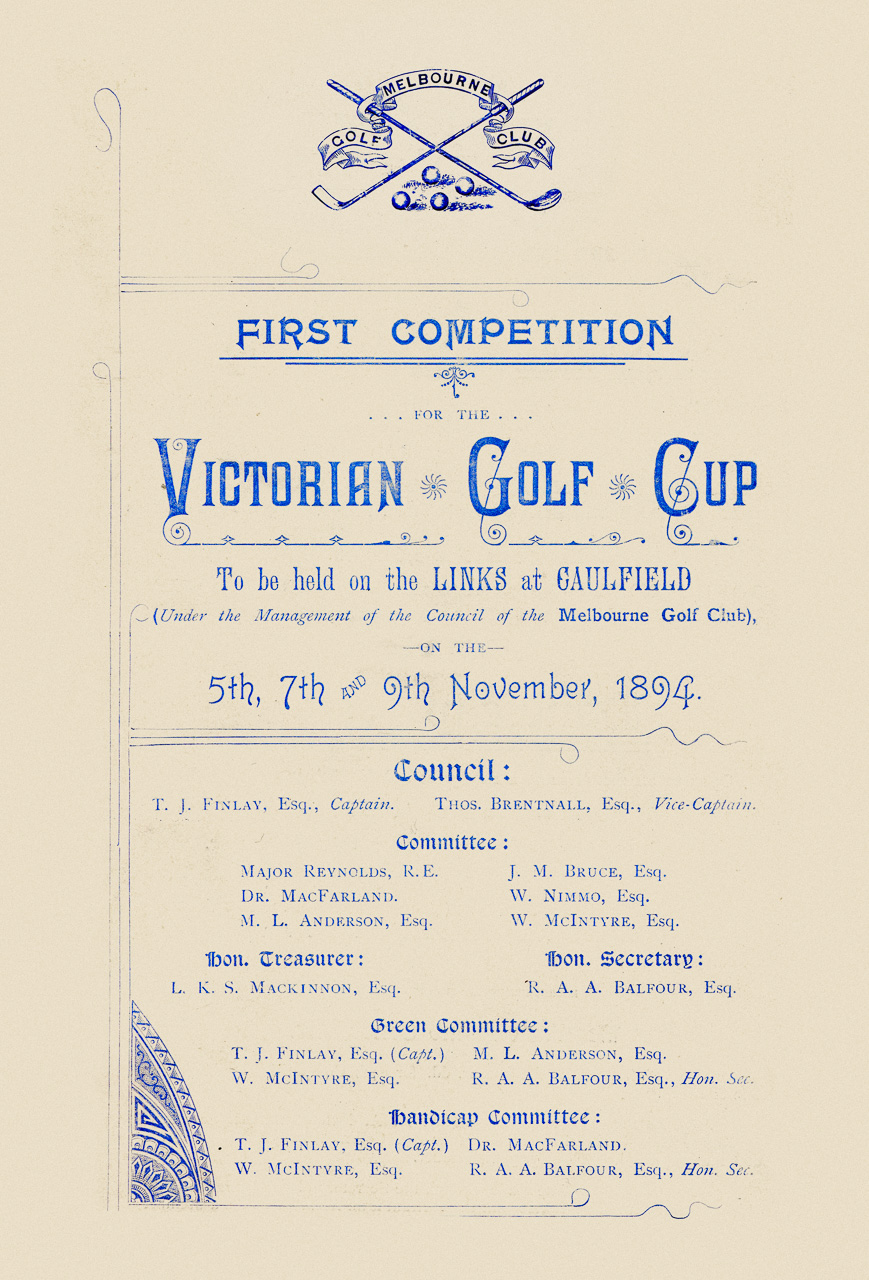 MELBOURNE
GOLF CLUB
FIRST COMPETITION
. . . FOR THE . . .
VICTORIAN GOLF CUP
To be held on the LINKS at CAULFIELD
(Under the Management of the Council of the Melbourne Golf Club),
—ON THE—
5th, 7th AND 9th November, 1894.
Council:
T. J. FINLAY, Esq., Captain. THOS. BRENTNALL, Esq., Vice-Captain.
Committee:
MAJOR REYNOLDS, R.E. J. M. BRUCE, Esq.
DR. MACFARLAND. W. NIMMO, Esq.
M. L. ANDERSON, Esq. W. MCINTYRE, Esq.
Hon. Treasurer: Hon. Secretary:
L. K. S. MACKINNON, Esq. R. A. A. BALFOUR, Esq.
Green Committee:
T. J. FINLAY, Esq. (Capt.) M. L. ANDERSON, Esq.
W. MCINTYRE, Esq. R. A. A. BALFOUR, Esq., Hon. Sec.
Handicap Committee:
T. J. FINLAY, Esq. (Capt.) DR. MACFARLAND.
W. MCINTYRE, Esq. R. A. A. BALFOUR, Esq., Hon. Sec.